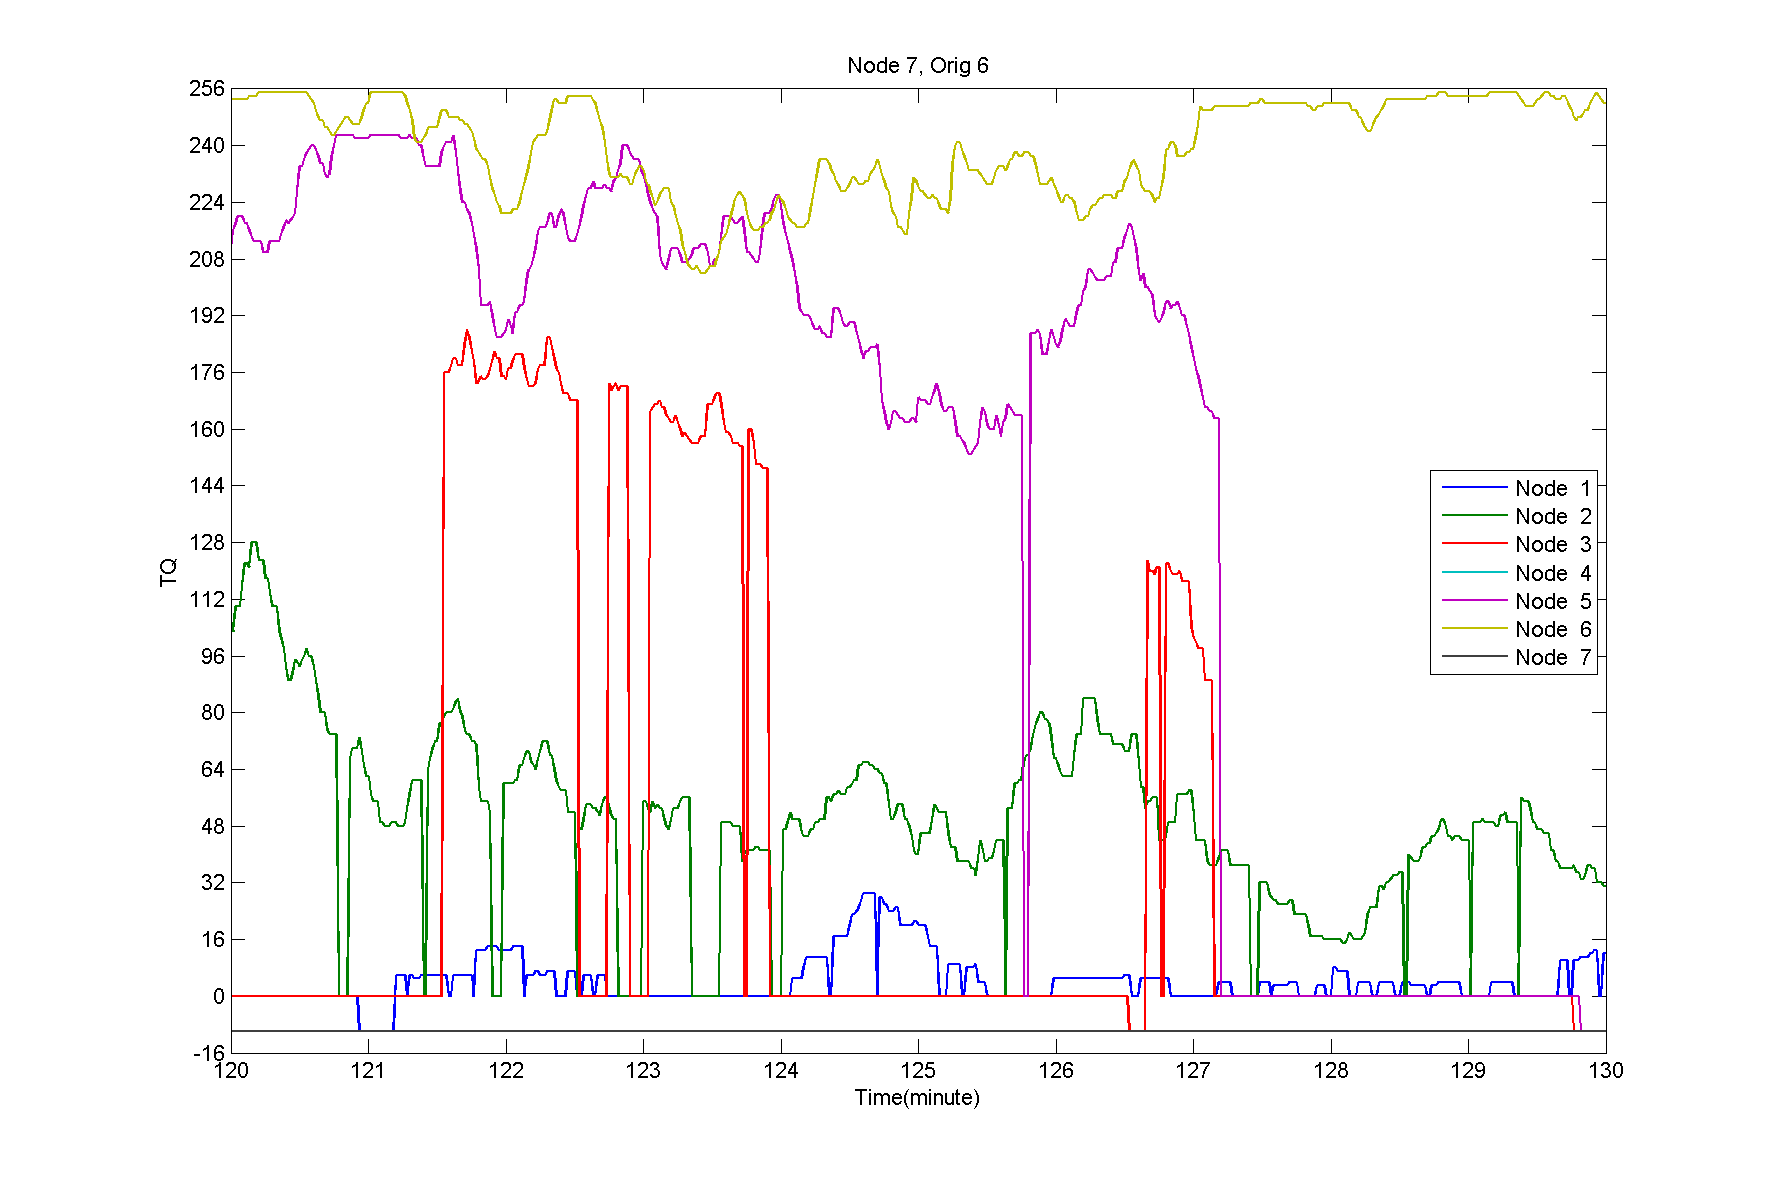 Node 7, Orig 6
256
240
224
208
192
176
160
144
128
112
96
80
64
48
32
16
0
-16
TQ
Node 1
Node 2
Node 3
Node 4
Node 5
Node 6
Node 7
120 121 122 123 124 125 126 127 128 129 130
Time(minute)